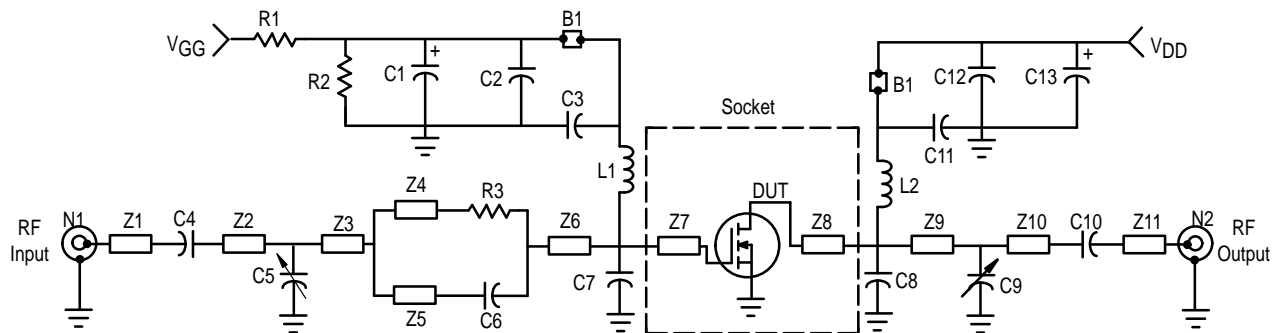 R1
B1
VGG
VDD
+
+
R2
C1
C2
C12
C13
B1
C3
Socket
C11
L1
L2
Z4
R3
DUT
RF
Input
N1
Z1
C4
Z2
Z3
Z6
Z7
Z8
Z9
Z10
C10
Z11
N2
RF
Output
C5
C7
C8
C9
Z5
C6